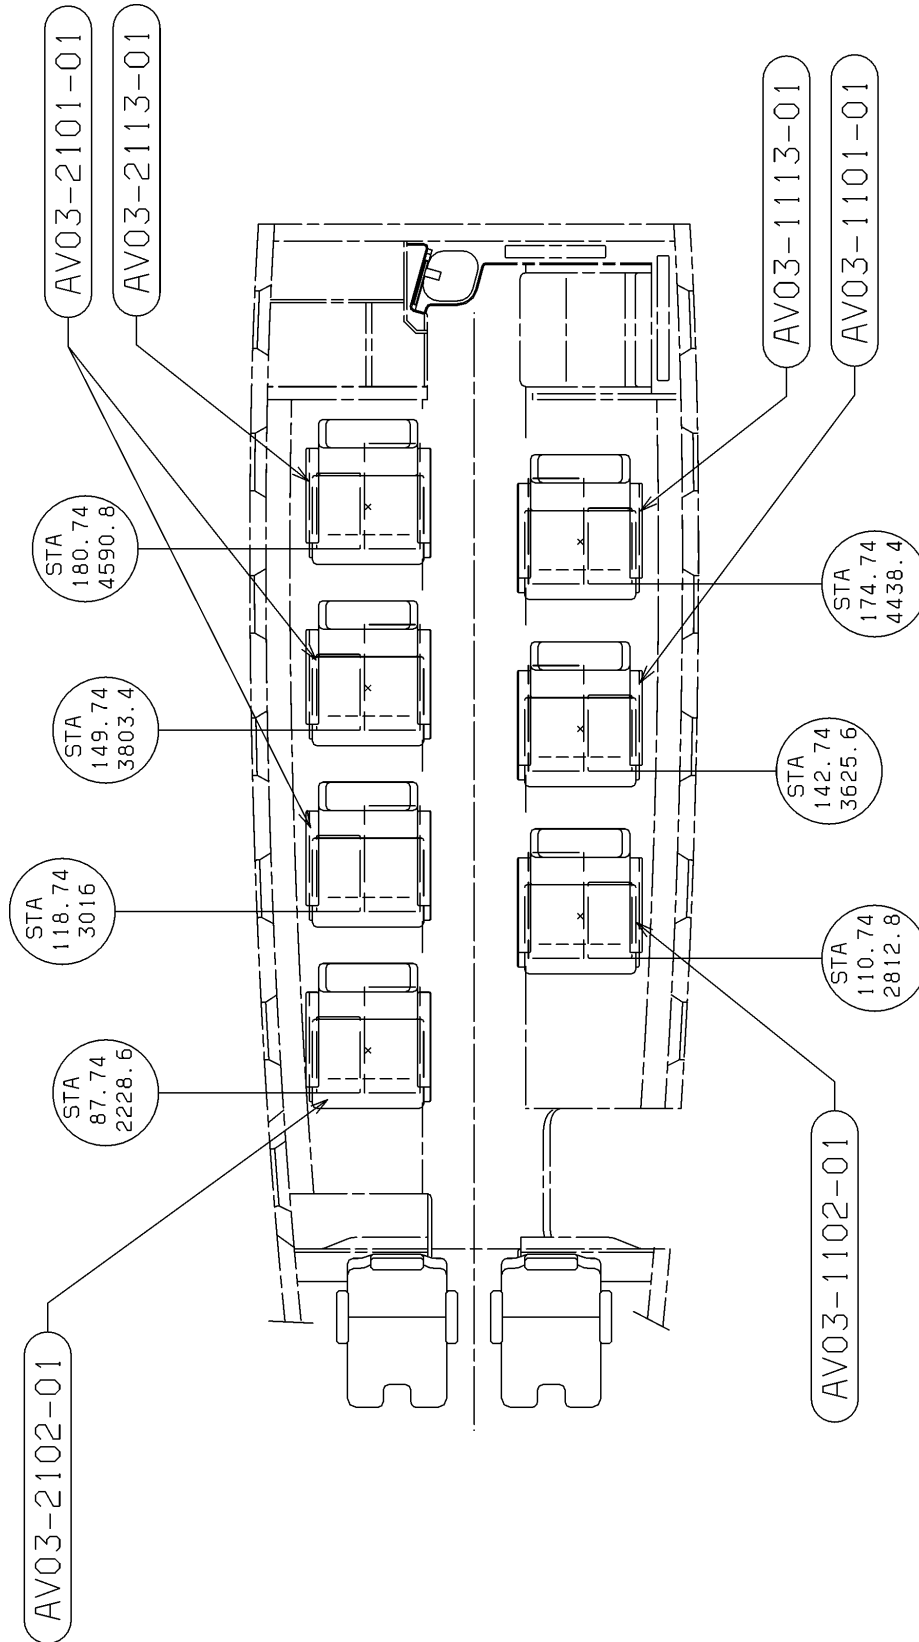 AV03-2101-01
AV03-2113-01
AV03-1113-01
AV03-1101-01
STA
180.74
4590.8
STA
174.74
4438.4
STA
149.74
3803.4
STA
142.74
3625.6
STA
118.74
3016
STA
110.74
2812.8
STA
87.74
2228.6
AV03-1102-01
AV03-2102-01